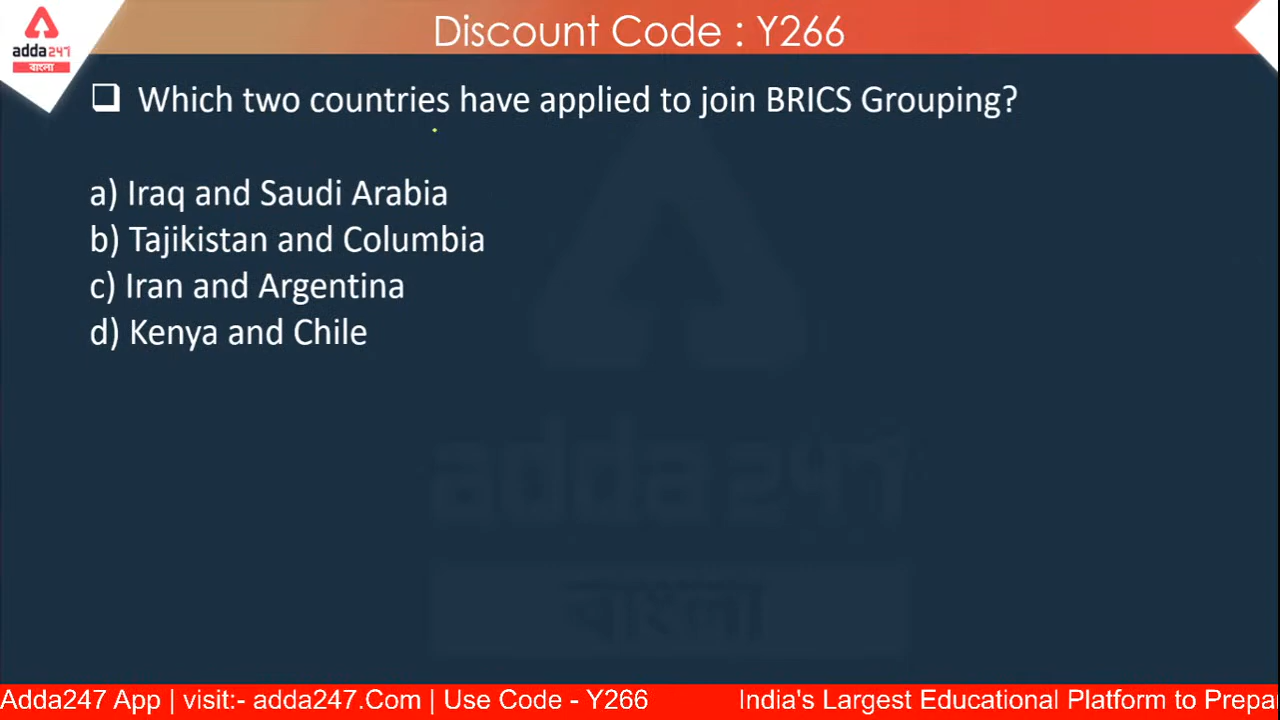 Discount Code : Y266
adda247
বাংলা
Which two countries have applied to join BRICS Grouping?
a) Iraq and Saudi Arabia
b) Tajikistan and Columbia
c) Iran and Argentina
d) Kenya and Chile
adda247
বাংলা
Adda247 App | visit:- adda247.Com | Use Code - Y266 India's Largest Educational Platform to Prepa